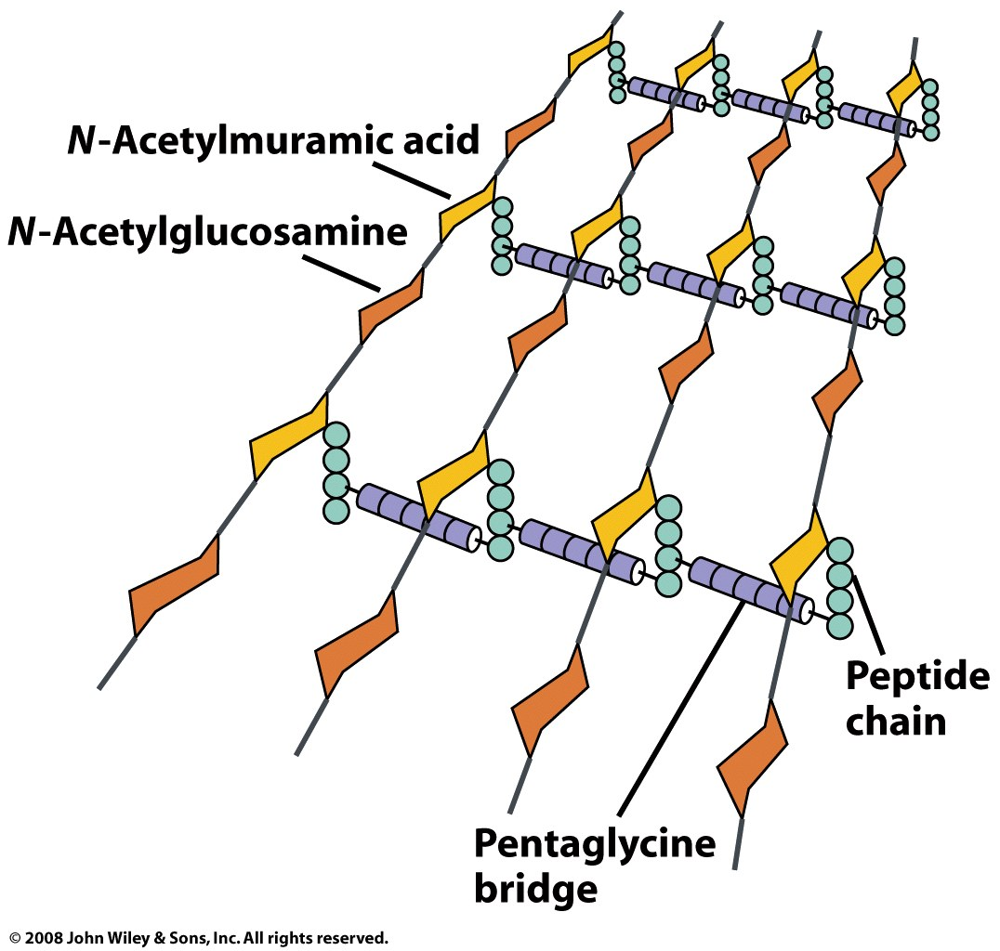 N-Acetylmuramic acid
N-Acetylglucosamine
Peptide
chain
Pentaglycine
bridge
© 2008 John Wiley & Sons, Inc. All rights reserved.